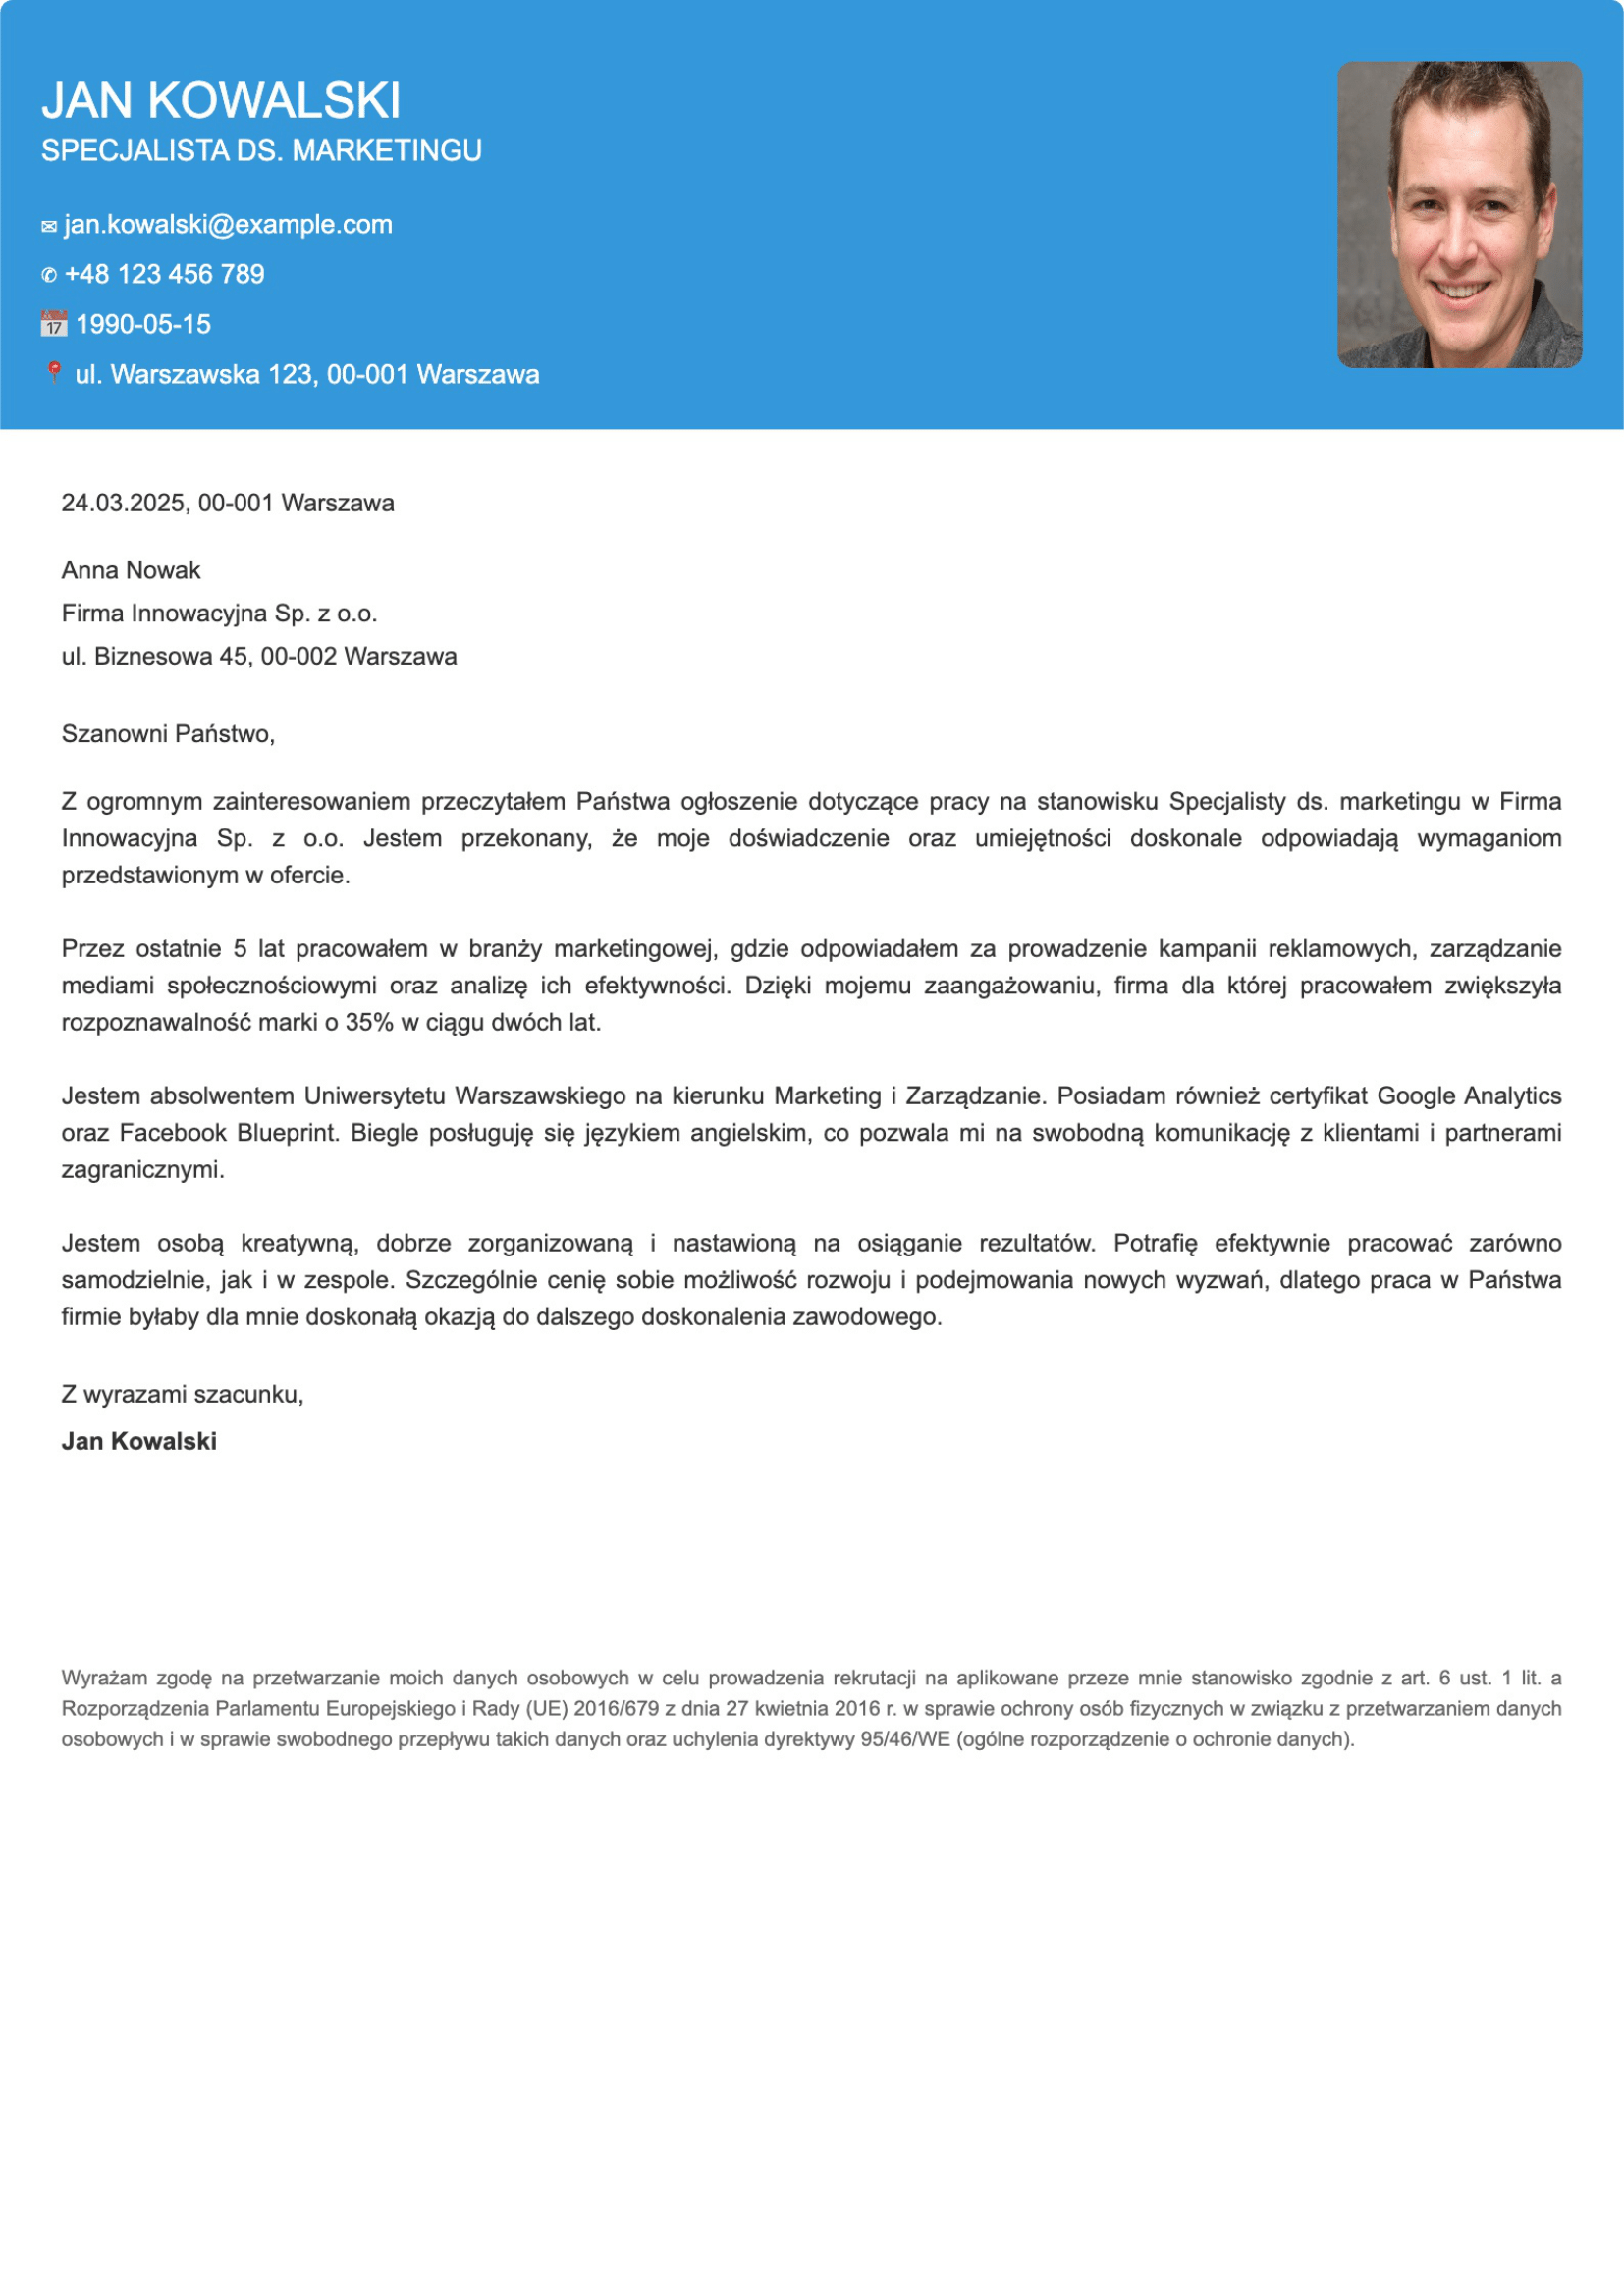 JAN KOWALSKI
SPECJALISTA DS. MARKETINGU
✉ jan.kowalski@example.com
✆ +48 123 456 789
📅 1990-05-15
📍 ul. Warszawska 123, 00-001 Warszawa
24.03.2025, 00-001 Warszawa
Anna Nowak
Firma Innowacyjna Sp. z o.o.
ul. Biznesowa 45, 00-002 Warszawa
Szanowni Państwo,
Z ogromnym zainteresowaniem przeczytałem Państwa ogłoszenie dotyczące pracy na stanowisku Specjalisty ds. marketingu w Firma
Innowacyjna Sp. z o.o. Jestem przekonany, że moje doświadczenie oraz umiejętności doskonale odpowiadają wymaganiom
przedstawionym w ofercie.
Przez ostatnie 5 lat pracowałem w branży marketingowej, gdzie odpowiadałem za prowadzenie kampanii reklamowych, zarządzanie
mediami społecznościowymi oraz analizę ich efektywności. Dzięki mojemu zaangażowaniu, firma dla której pracowałem zwiększyła
rozpoznawalność marki o 35% w ciągu dwóch lat.
Jestem absolwentem Uniwersytetu Warszawskiego na kierunku Marketing i Zarządzanie. Posiadam również certyfikat Google Analytics
oraz Facebook Blueprint. Biegle posługuję się językiem angielskim, co pozwala mi na swobodną komunikację z klientami i partnerami
zagranicznymi.
Jestem osobą kreatywną, dobrze zorganizowaną i nastawioną na osiąganie rezultatów. Potrafię efektywnie pracować zarówno
samodzielnie, jak i w zespole. Szczególnie cenię sobie możliwość rozwoju i podejmowania nowych wyzwań, dlatego praca w Państwa
firmie byłaby dla mnie doskonałą okazją do dalszego doskonalenia zawodowego.
Z wyrazami szacunku,
Jan Kowalski
Wyrażam zgodę na przetwarzanie moich danych osobowych w celu prowadzenia rekrutacji na aplikowane przeze mnie stanowisko zgodnie z art. 6 ust. 1 lit. a
Rozporządzenia Parlamentu Europejskiego i Rady (UE) 2016/679 z dnia 27 kwietnia 2016 r. w sprawie ochrony osób fizycznych w związku z przetwarzaniem danych
osobowych i w sprawie swobodnego przepływu takich danych oraz uchylenia dyrektywy 95/46/WE (ogólne rozporządzenie o ochronie danych).